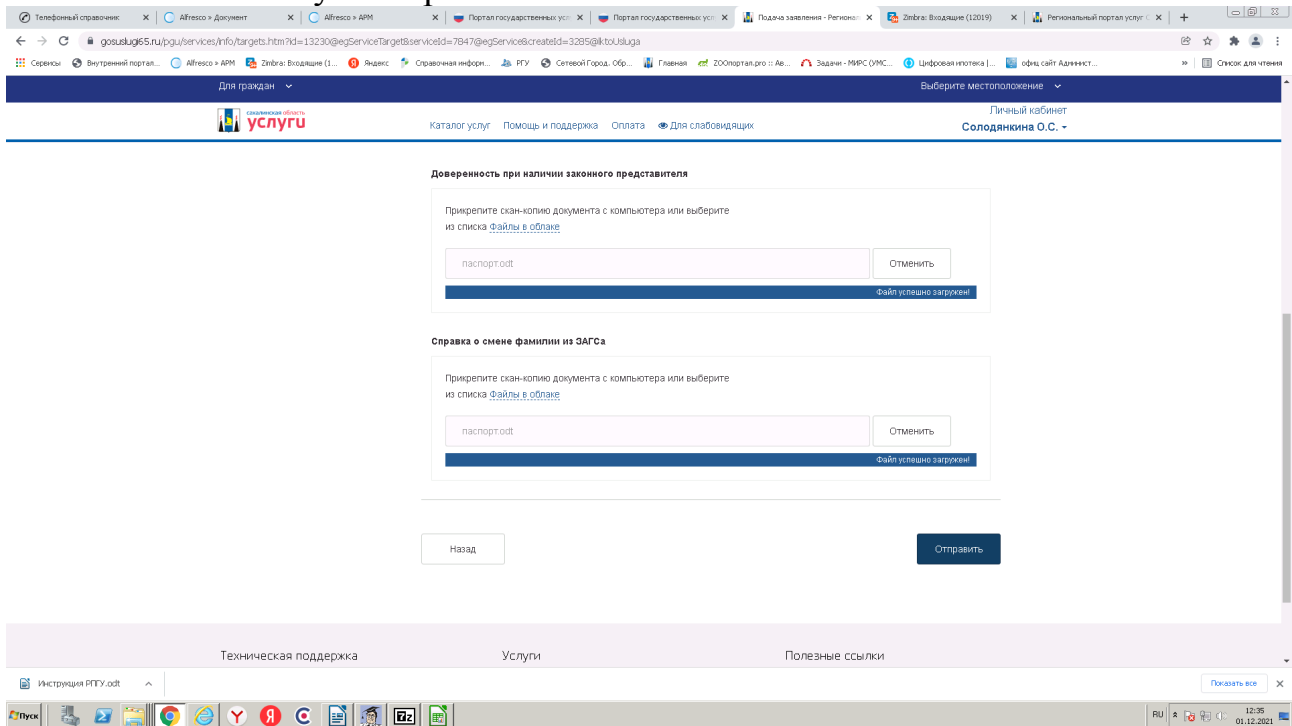 Телефонный справочник
Alfresco » Документ
Alfresco » АРМ
Портал государственных усл
Портал государственных усл
Подача заявления - Регионал
Zimbra: Входящие (12019)
Региональный портал услуг С
gosuslugi65.ru/pgu/services/info/targets.htm?id=13230@egServiceTarget&serviceId=7847@egService&createId=3285@iktoUsluga
Сервисы
Внутренний портал...
Alfresco » АРМ
Zimbra: Входящие (1...
Яндекс
Справочная информ...
РГУ
Сетевой Город. Обр...
Главная
ZOOпортал.pro :: Ав...
Задачи - МИРС (УМС...
Цифровая ипотека |...
офиц сайт Админист...
»
Список для чтения
Для граждан
Выберите местоположение
сахалинская область
услуги
Каталог услуг
Помощь и поддержка
Оплата
Для слабовидящих
Личный кабинет
Солодянкина О.С.
Доверенность при наличии законного представителя
Прикрепите скан-копию документа с компьютера или выберите
из списка Файлы в облаке
паспорт.odt
Отменить
Файл успешно загружен!
Справка о смене фамилии из ЗАГСа
Прикрепите скан-копию документа с компьютера или выберите
из списка Файлы в облаке
паспорт.odt
Отменить
Файл успешно загружен!
Назад
Отправить
Техническая поддержка
Услуги
Полезные ссылки
Инструкция РПГУ.odt
Показать все
Пуск
RU
12:35
01.12.2021